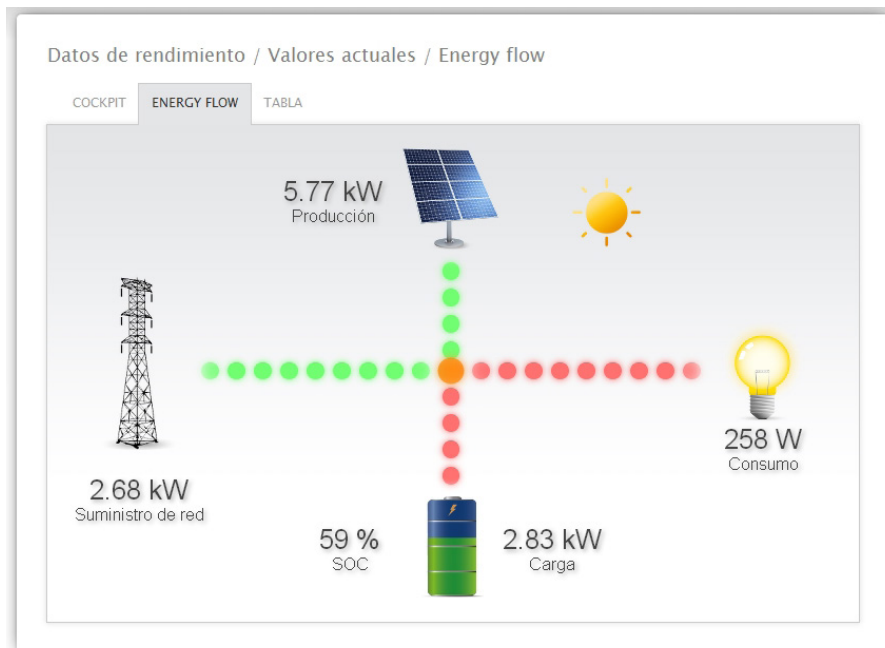 Datos de rendimiento / Valores actuales / Energy flow
COCKPIT ENERGY FLOW TABLA
5.77 kW
Producción
258 W
Consumo
2.68 kW
Suministro de red
59 %
SOC
2.83 kW
Carga